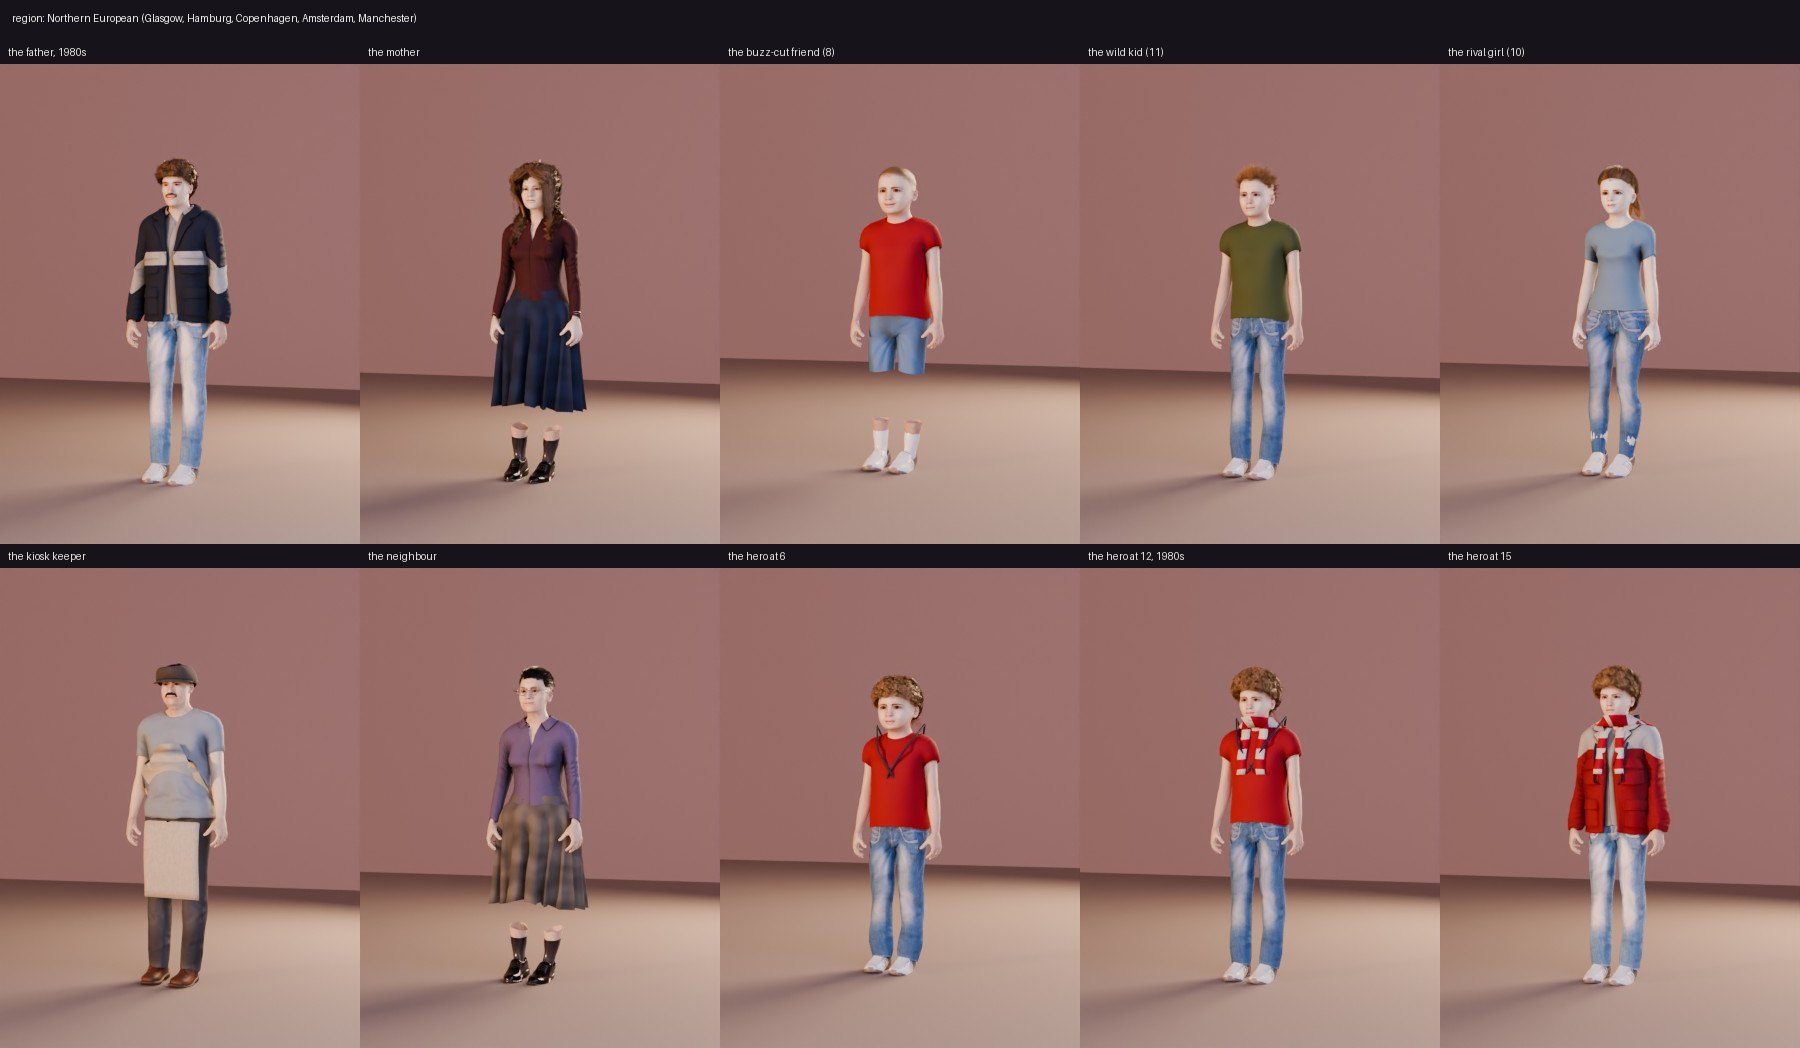 region: Northern European (Glasgow, Hamburg, Copenhagen, Amsterdam, Manchester)
the father, 1980s
the mother
the buzz-cut friend (8)
the wild kid (11)
the rival girl (10)
the kiosk keeper
the neighbour
the hero at 6
the hero at 12, 1980s
the hero at 15